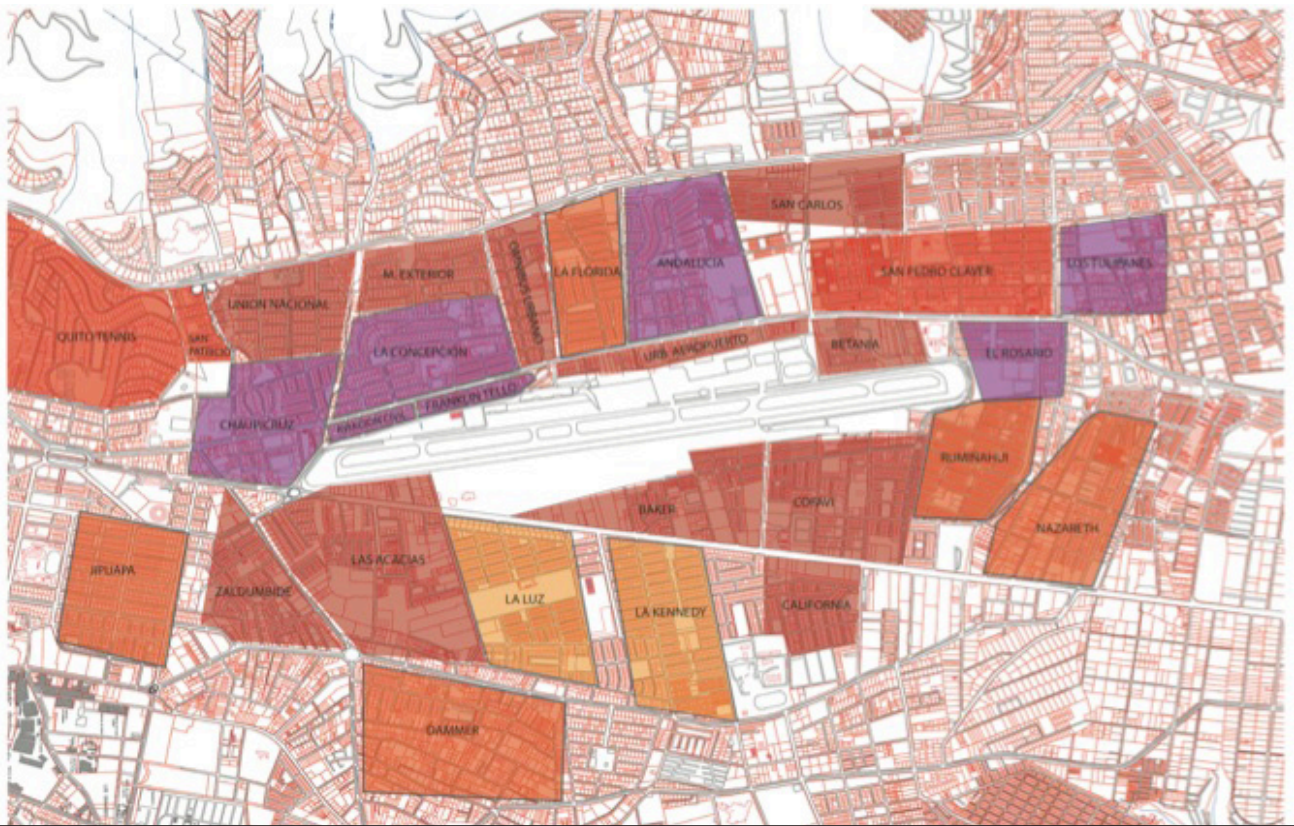 SAN CARLOS
ANDALUCIA
LA FLORIDA
M. EXTERIOR
SAN PEDRO CLAVER
LOS TULIPANES
UNION NACIONAL
QUITO TENNIS
SAN
PATRICIO
LA CONCEPCION
URB. AEROPUERTO
BETANIA
EL ROSARIO
FRANKLIN TELLO
CHAUPICRUZ
RUMIÑAHUI
BAKER
COFAVI
NAZARETH
LAS ACACIAS
JIPIJAPA
ZALDUMBIDE
LA LUZ
LA KENNEDY
CALIFORNIA
DAMMER